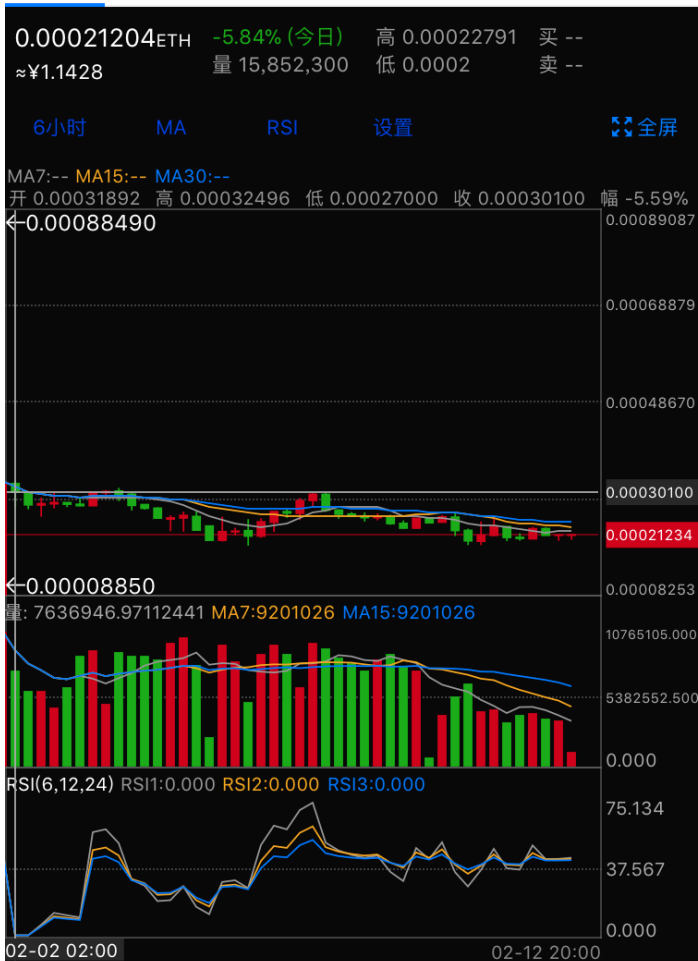 0.00021204ETH -5.84% (今日) 高 0.00022791 买 --
≈¥1.1428 量 15,852,300 低 0.0002 卖 --
6小时 MA RSI 设置 全屏
MA7:-- MA15:-- MA30:--
开 0.00031892 高 0.00032496 低 0.00027000 收 0.00030100 幅 -5.59%
←0.00088490 0.00089087
0.00068879
0.00048670
0.00030100
0.00021234
←0.00008850 0.00008253
量: 7636946.97112441 MA7:9201026 MA15:9201026
10765105.000
5382552.500
0.000
RSI(6,12,24) RSI1:0.000 RSI2:0.000 RSI3:0.000
75.134
37.567
0.000
02-02 02:00 02-12 20:00